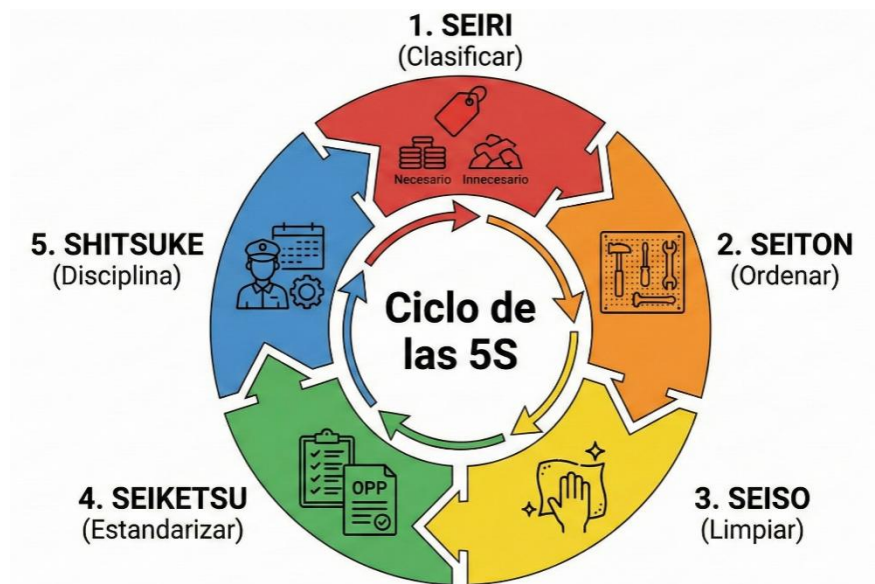 1. SEIRI
(Clasificar)
Necesario Innecesario
5. SHITSUKE
(Disciplina)
2. SEITON
(Ordenar)
Ciclo de
las 5S
4. SEIKETSU
(Estandarizar)
OPP
3. SEISO
(Limpiar)